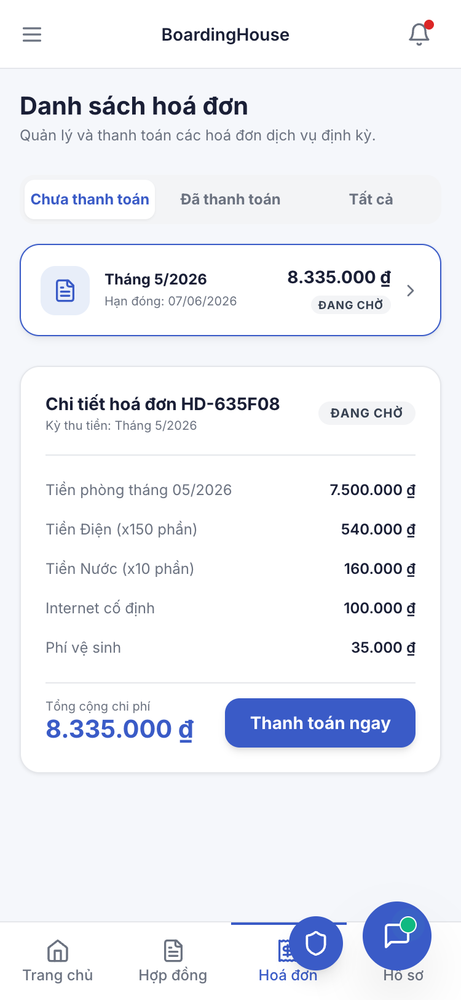 BoardingHouse
Danh sách hoá đơn
Quản lý và thanh toán các hoá đơn dịch vụ định kỳ.
Chưa thanh toán
Đã thanh toán
Tất cả
Tháng 5/2026
8.335.000 ₫
Hạn đóng: 07/06/2026
ĐANG CHỜ
Chi tiết hoá đơn HD-635F08
ĐANG CHỜ
Kỳ thu tiền: Tháng 5/2026
Tiền phòng tháng 05/2026
7.500.000 ₫
Tiền Điện (x150 phần)
540.000 ₫
Tiền Nước (x10 phần)
160.000 ₫
Internet cố định
100.000 ₫
Phí vệ sinh
35.000 ₫
Tổng cộng chi phí
8.335.000 ₫
Thanh toán ngay
Trang chủ
Hợp đồng
Hoá đơn
Hồ sơ